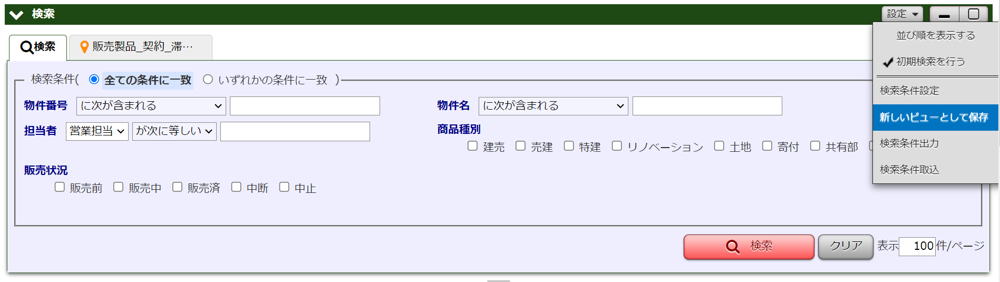 検索
設定
検索
販売製品_契約_滞…
並び順を表示する
初期検索を行う
検索条件設定
新しいビューとして保存
検索条件出力
検索条件取込
検索条件( 全ての条件に一致 いずれかの条件に一致 )
物件番号 に次が含まれる
物件名 に次が含まれる
担当者 営業担当 が次に等しい
商品種別
建売 売建 特建 リノベーション 土地 寄付 共有部
販売状況
販売前 販売中 販売済 中断 中止
検索 クリア 表示 100 件/ページ